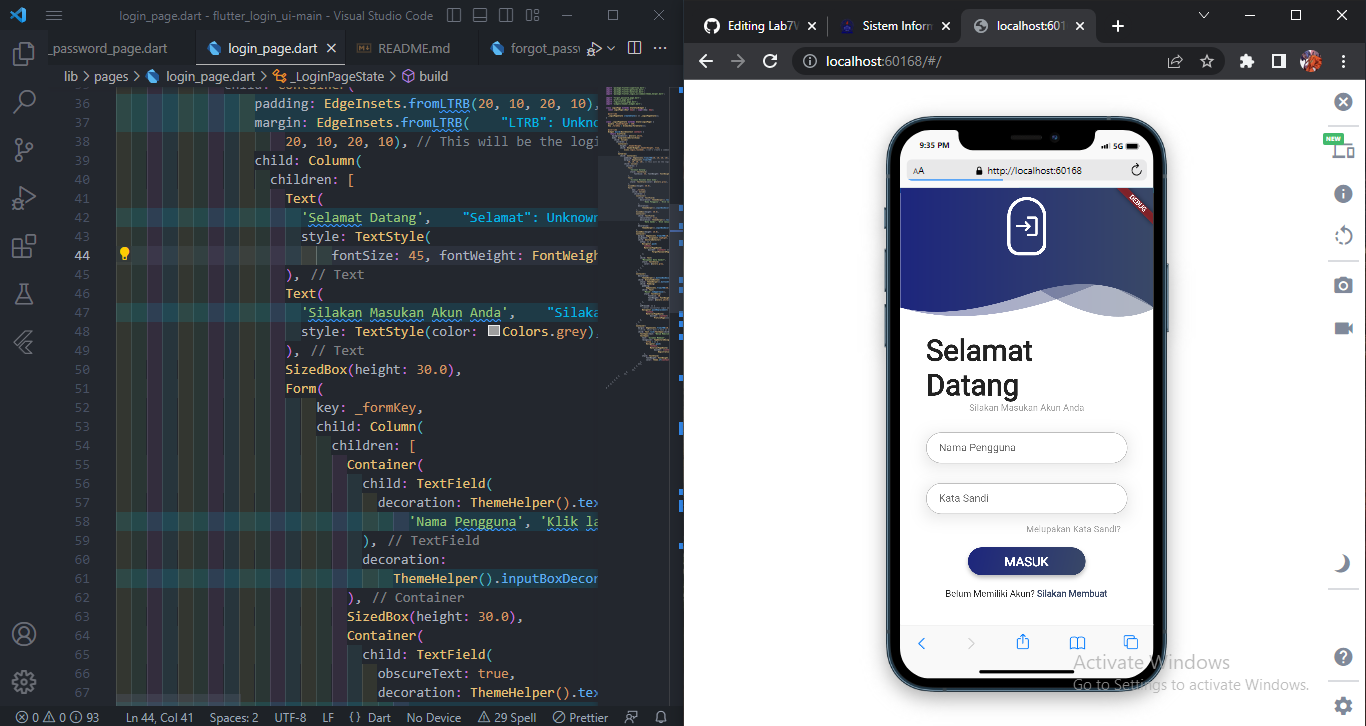 login_page.dart - flutter_login_ui-main - Visual Studio Code
_password_page.dart
login_page.dart
README.md
forgot_passv
lib > pages > login_page.dart > _LoginPageState > build
36 padding: EdgeInsets.fromLTRB(20, 10, 20, 10),
37 margin: EdgeInsets.fromLTRB( "LTRB": Unkno
38 20, 10, 20, 10), // This will be the logi
39 child: Column(
40 children: [
41 Text(
42 'Selamat Datang', "Selamat": Unknown
43 style: TextStyle(
44 fontSize: 45, fontWeight: FontWeigh
45 ), // Text
46 Text(
47 'Silakan Masukan Akun Anda', "Silaka
48 style: TextStyle(color: Colors.grey),
49 ), // Text
50 SizedBox(height: 30.0),
51 Form(
52 key: _formKey,
53 child: Column(
54 children: [
55 Container(
56 child: TextField(
57 decoration: ThemeHelper().tex
58 'Nama Pengguna', 'Klik la
59 ), // TextField
60 decoration:
61 ThemeHelper().inputBoxDecor
62 ), // Container
63 SizedBox(height: 30.0),
64 Container(
65 child: TextField(
66 obscureText: true,
67 decoration: ThemeHelper().tex
0 0 93 Ln 44, Col 41 Spaces: 2 UTF-8 LF {} Dart No Device 29 Spell Prettier
Editing Lab7
Sistem Inform
localhost:601
localhost:60168/#/
NEW
9:35 PM
5G
AA
http://localhost:60168
DEBUG
Selamat
Datang
Silakan Masukan Akun Anda
Nama Pengguna
Kata Sandi
Melupakan Kata Sandi?
MASUK
Belum Memiliki Akun? Silakan Membuat
Activate Windows
Go to Settings to activate Windows.